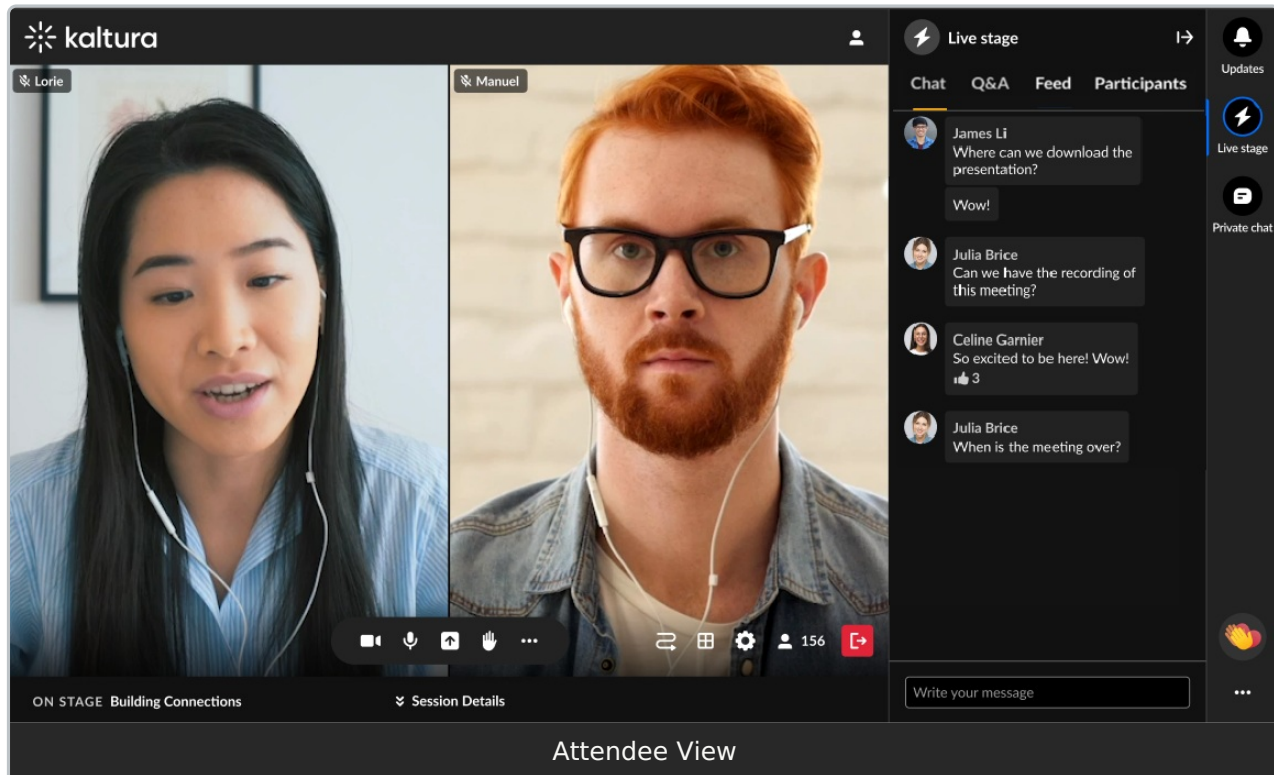 kaltura
Lorie
Manuel
ON STAGE Building Connections
Session Details
156
Live stage
Chat Q&A Feed Participants
James Li
Where can we download the
presentation?
Wow!
Julia Brice
Can we have the recording of
this meeting?
Celine Garnier
So excited to be here! Wow!
3
Julia Brice
When is the meeting over?
Write your message
Updates
Live stage
Private chat
Attendee View